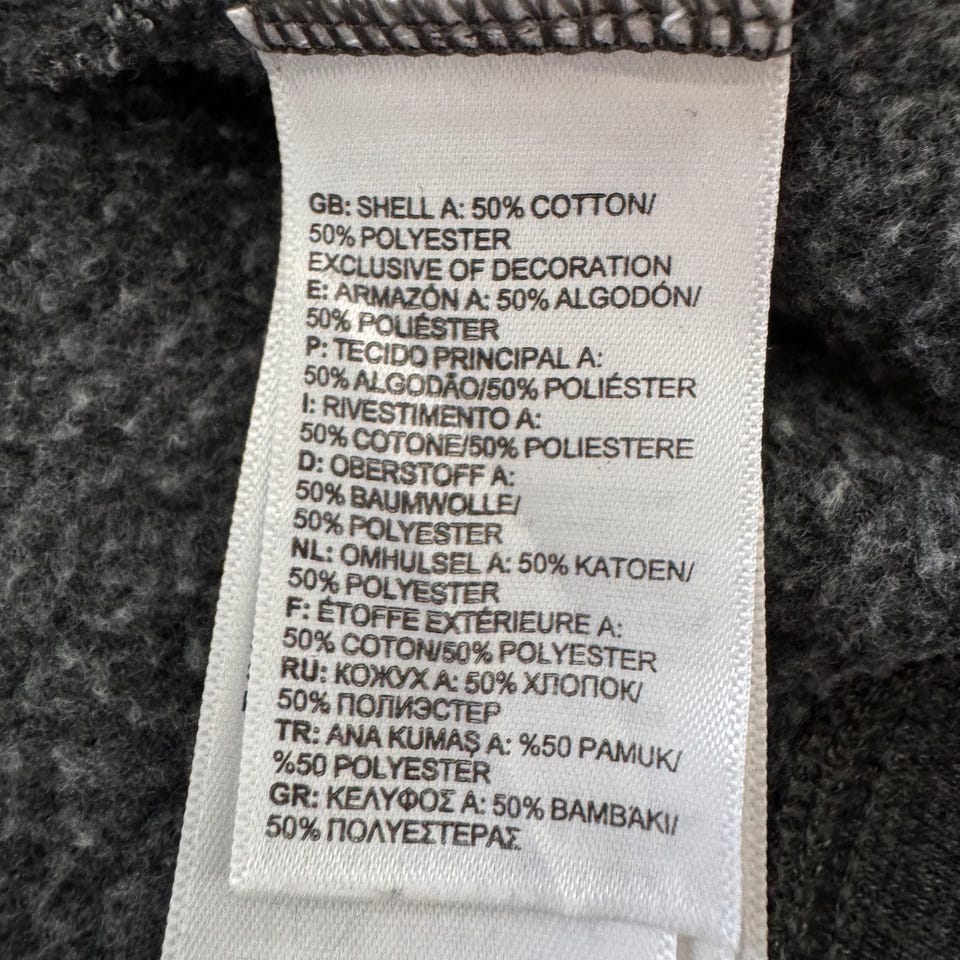 GB: SHELL A: 50% COTTON/
50% POLYESTER
EXCLUSIVE OF DECORATION
E: ARMAZÓN A: 50% ALGODÓN/
50% POLIÉSTER
P: TECIDO PRINCIPAL A:
50% ALGODÃO/50% POLIÉSTER
I: RIVESTIMENTO A:
50% COTONE/50% POLIESTERE
D: OBERSTOFF A:
50% BAUMWOLLE/
50% POLYESTER
NL: OMHULSEL A: 50% KATOEN/
50% POLYESTER
F: ÉTOFFE EXTÉRIEURE A:
50% COTON/50% POLYESTER
RU: КОЖУХ A: 50% ХЛОПОК/
50% ПОЛИЭСТЕР
TR: ANA KUMAŞ A: %50 PAMUK/
%50 POLYESTER
GR: ΚΕΛΥΦΟΣ A: 50% ΒΑΜΒΑΚΙ/
50% ΠΟΛΥΕΣΤΕΡΑΣ